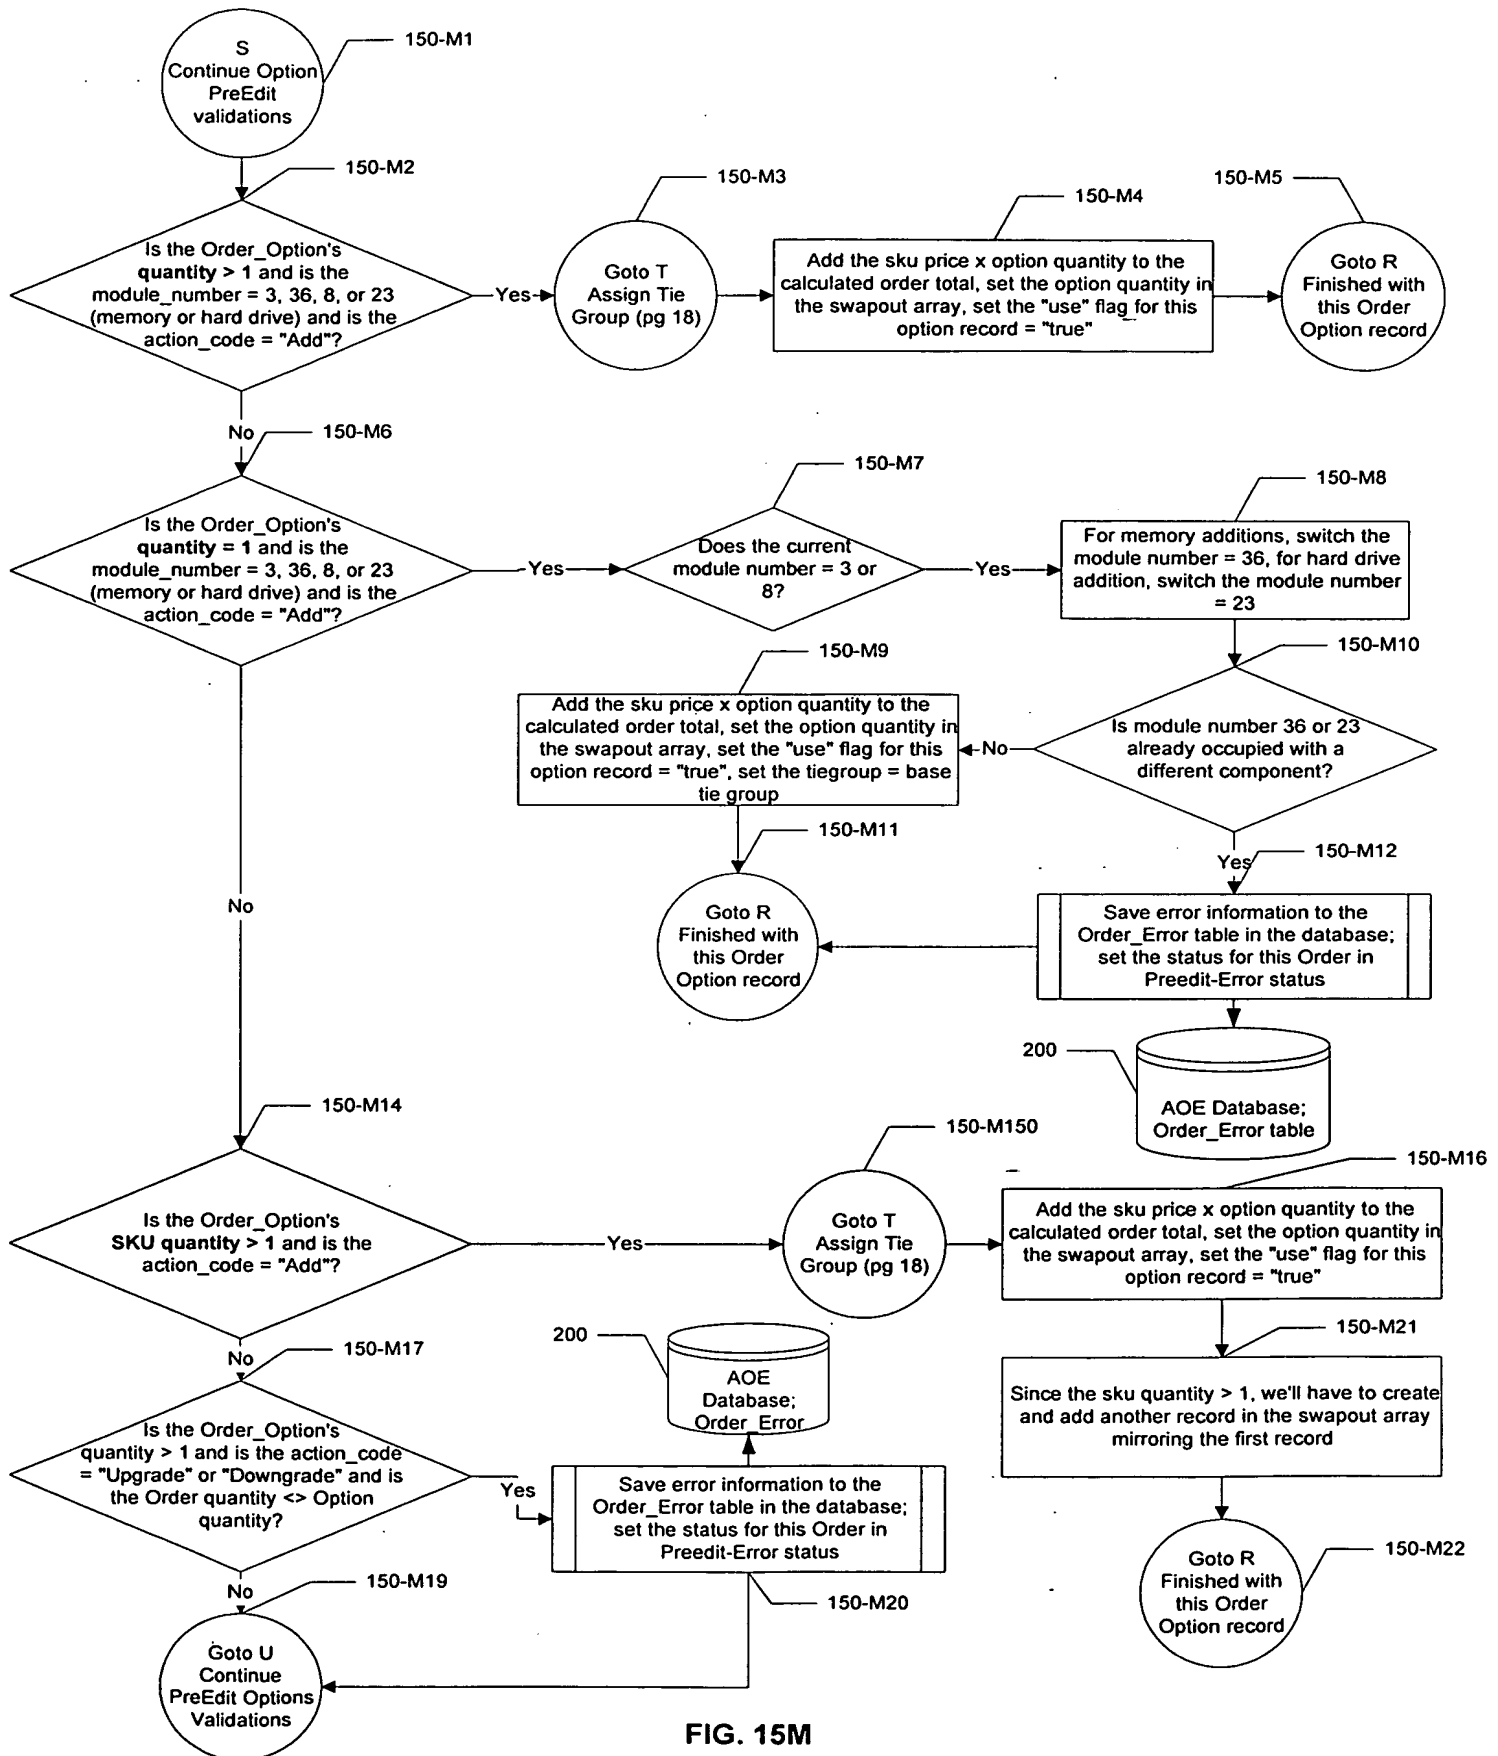 150-M1
S
Continue Option
PreEdit
validations
150-M2
Is the Order_Option's
quantity > 1 and is the
module_number = 3, 36, 8, or 23
(memory or hard drive) and is the
action_code = "Add"?
Yes
150-M3
Goto T
Assign Tie
Group (pg 18)
150-M4
Add the sku price x option quantity to the
calculated order total, set the option quantity in
the swapout array, set the "use" flag for this
option record = "true"
150-M5
Goto R
Finished with
this Order
Option record
No
150-M6
Is the Order_Option's
quantity = 1 and is the
module_number = 3, 36, 8, or 23
(memory or hard drive) and is the
action_code = "Add"?
Yes
150-M7
Does the current
module number = 3 or
8?
Yes
150-M8
For memory additions, switch the
module number = 36, for hard drive
addition, switch the module number
= 23
150-M10
Is module number 36 or 23
already occupied with a
different component?
No
150-M9
Add the sku price x option quantity to the
calculated order total, set the option quantity in
the swapout array, set the "use" flag for this
option record = "true", set the tiegroup = base
tie group
150-M11
Goto R
Finished with
this Order
Option record
Yes
150-M12
Save error information to the
Order_Error table in the database;
set the status for this Order in
Preedit-Error status
200
AOE Database;
Order_Error table
No
150-M14
Is the Order_Option's
SKU quantity > 1 and is the
action_code = "Add"?
Yes
150-M150
Goto T
Assign Tie
Group (pg 18)
150-M16
Add the sku price x option quantity to the
calculated order total, set the option quantity in
the swapout array, set the "use" flag for this
option record = "true"
150-M21
Since the sku quantity > 1, we'll have to create
and add another record in the swapout array
mirroring the first record
150-M22
Goto R
Finished with
this Order
Option record
No
150-M17
Is the Order_Option's
quantity > 1 and is the action_code
= "Upgrade" or "Downgrade" and is
the Order quantity <> Option
quantity?
Yes
200
AOE
Database;
Order_Error
Save error information to the
Order_Error table in the database;
set the status for this Order in
Preedit-Error status
150-M20
No
150-M19
Goto U
Continue
PreEdit Options
Validations
FIG. 15M